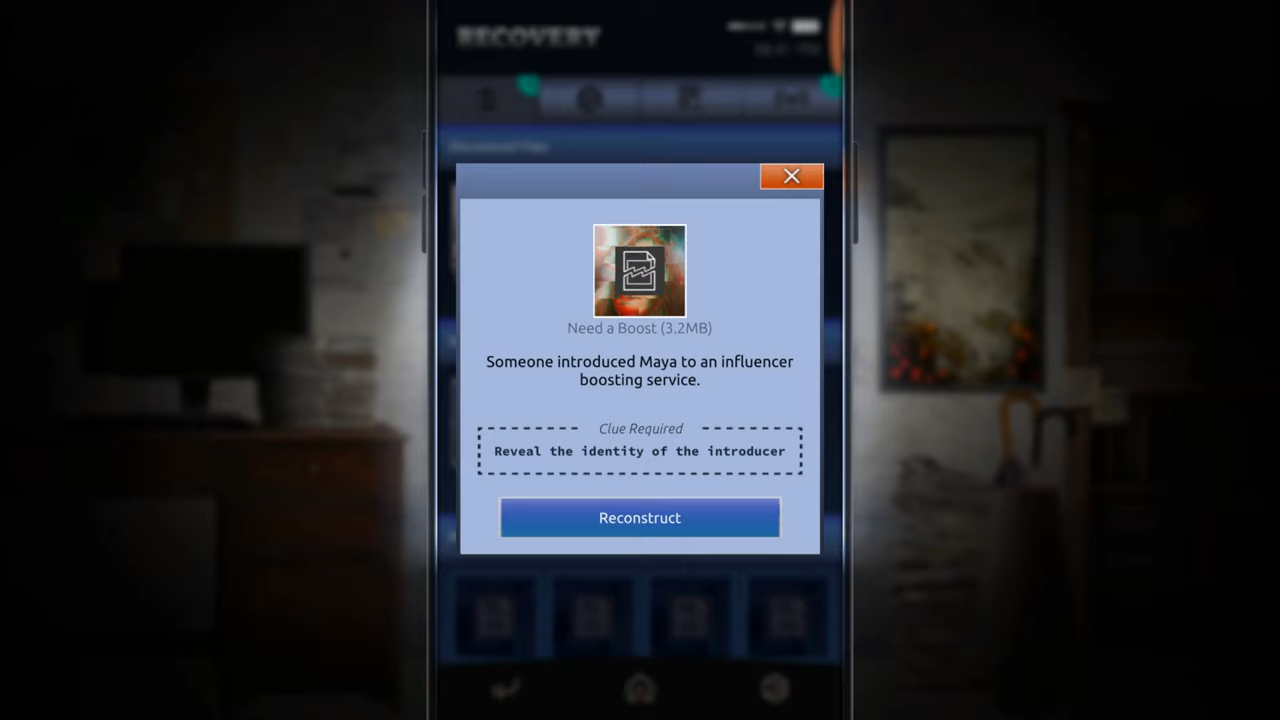 RECOVERY
Need a Boost (3.2MB)
Someone introduced Maya to an influencer
boosting service.
Clue Required
Reveal the identity of the introducer
Reconstruct